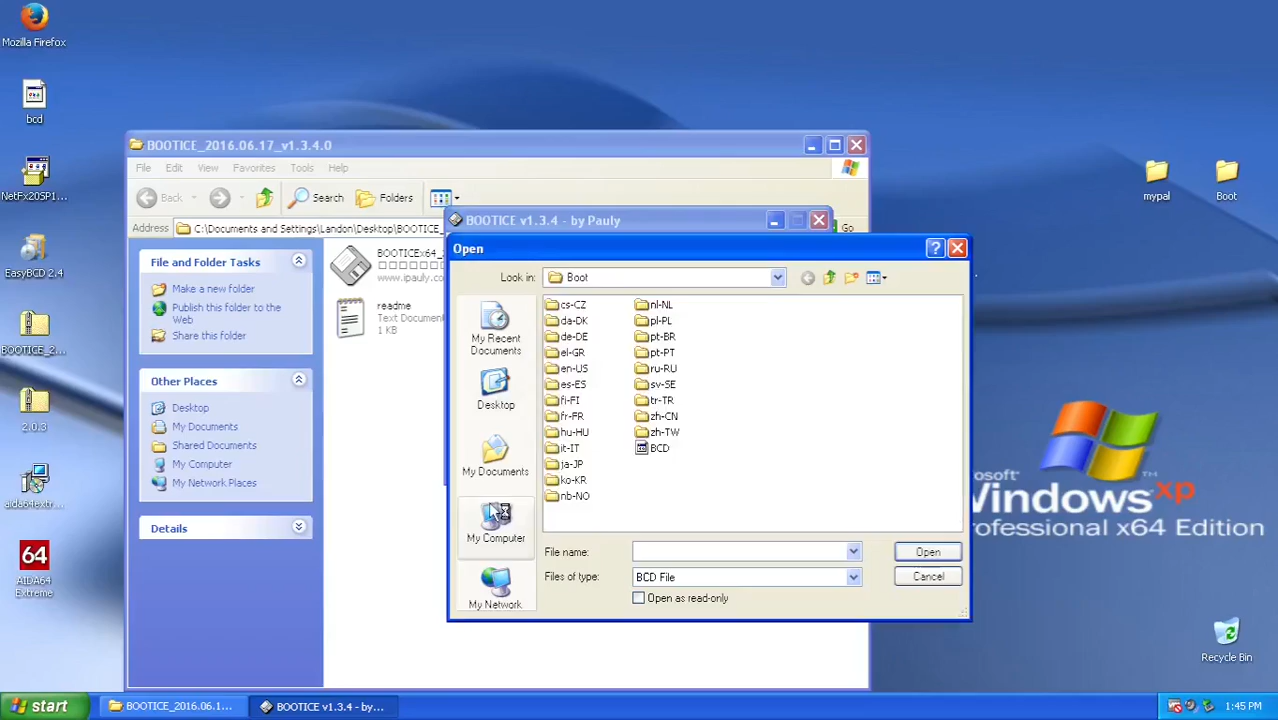 Mozilla Firefox
bcd
NetFx20SP1...
EasyBCD 2.4
BOOTICE_2...
2.0.3
aida64extr...
64
AIDA64
Extreme
mypal
Boot
BOOTICE_2016.06.17_v1.3.4.0
File Edit View Favorites Tools Help
Back Search Folders
Address C:\Documents and Settings\Landon\Desktop\BOOTICE_ Go
File and Folder Tasks
Make a new folder
Publish this folder to the
Web
Share this folder
Other Places
Desktop
My Documents
Shared Documents
My Computer
My Network Places
Details
BOOTICEx64_
www.ipauly.com
readme
Text Document
1 KB
BOOTICE v1.3.4 - by Pauly
Open
Look in: Boot
My Recent
Documents
Desktop
My Documents
My Computer
My Network
cs-CZ
da-DK
de-DE
el-GR
en-US
es-ES
fi-FI
fr-FR
hu-HU
it-IT
ja-JP
ko-KR
nb-NO
nl-NL
pl-PL
pt-BR
pt-PT
ru-RU
sv-SE
tr-TR
zh-CN
zh-TW
BCD
File name: Open
Files of type: BCD File Cancel
Open as read-only
Microsoft
Windows xp
Professional x64 Edition
Recycle Bin
start BOOTICE_2016.06.1... BOOTICE v1.3.4 - by... 1:45 PM